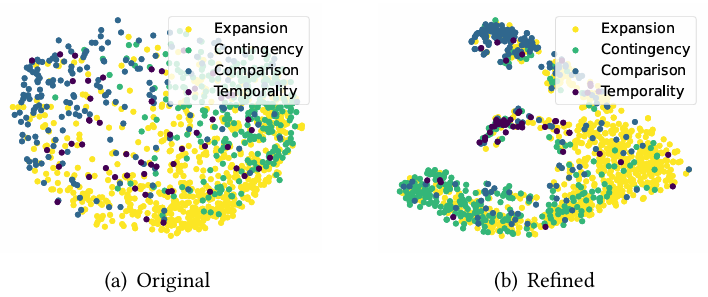 Expansion
Contingency
Comparison
Temporality
Expansion
Contingency
Comparison
Temporality
(a) Original
(b) Refined